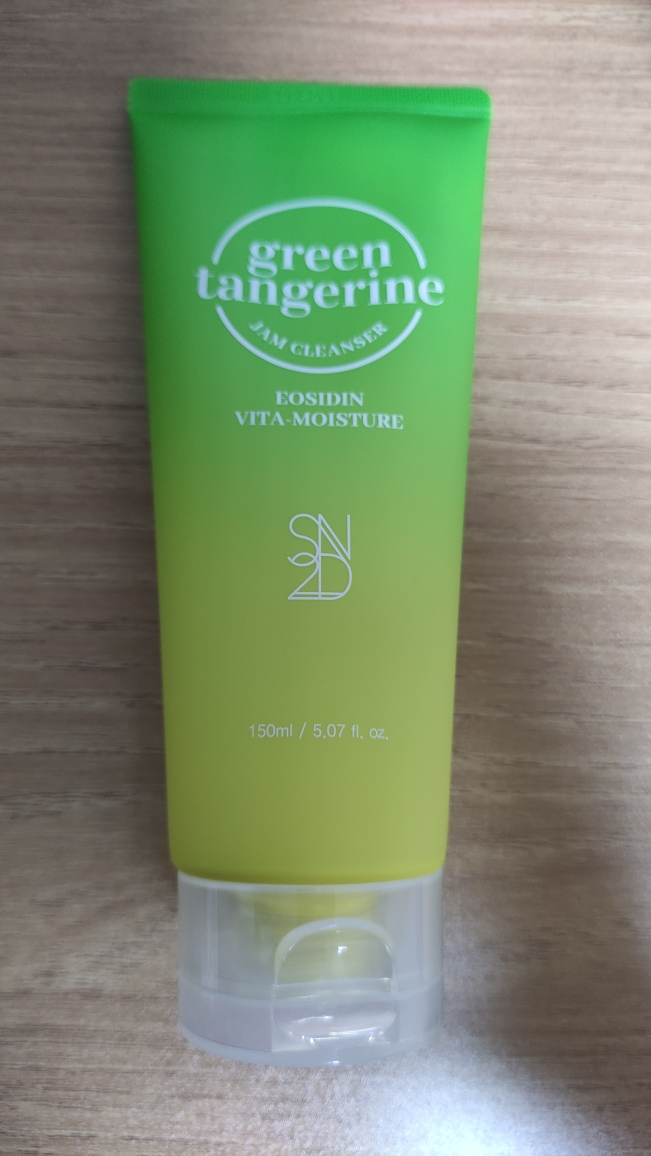 green
tangerine
JAM CLEANSER
EOSIDIN
VITA-MOISTURE
SN
2D
150ml / 5.07 fl. oz.